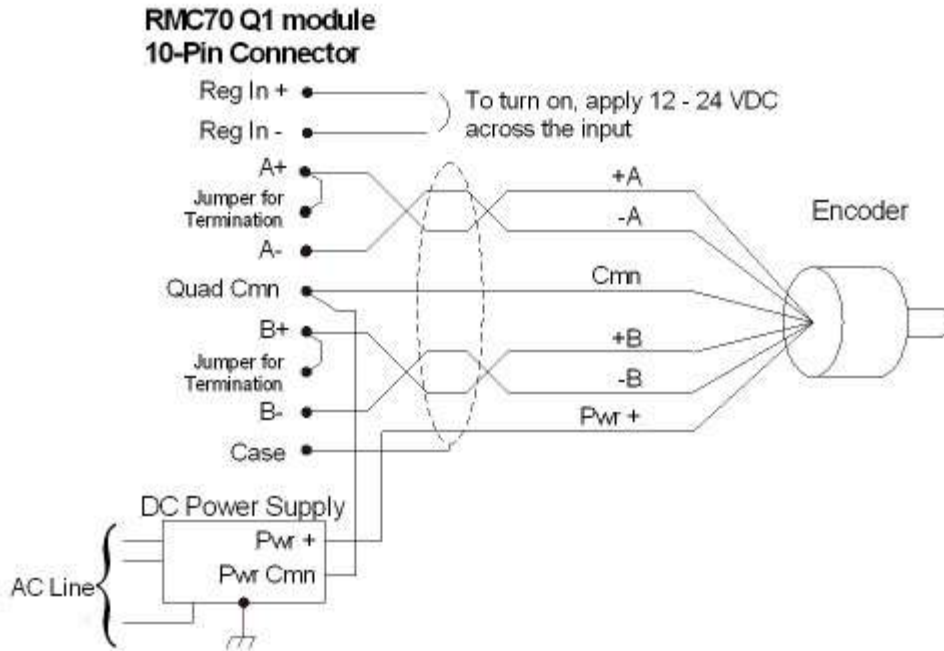 RMC70 Q1 module
10-Pin Connector
Reg In +
Reg In -
To turn on, apply 12 - 24 VDC
across the input
A+
Jumper for
Termination
A-
+A
-A
Encoder
Quad Cmn
Cmn
B+
Jumper for
Termination
B-
+B
-B
Pwr +
Case
DC Power Supply
Pwr +
Pwr Cmn
AC Line